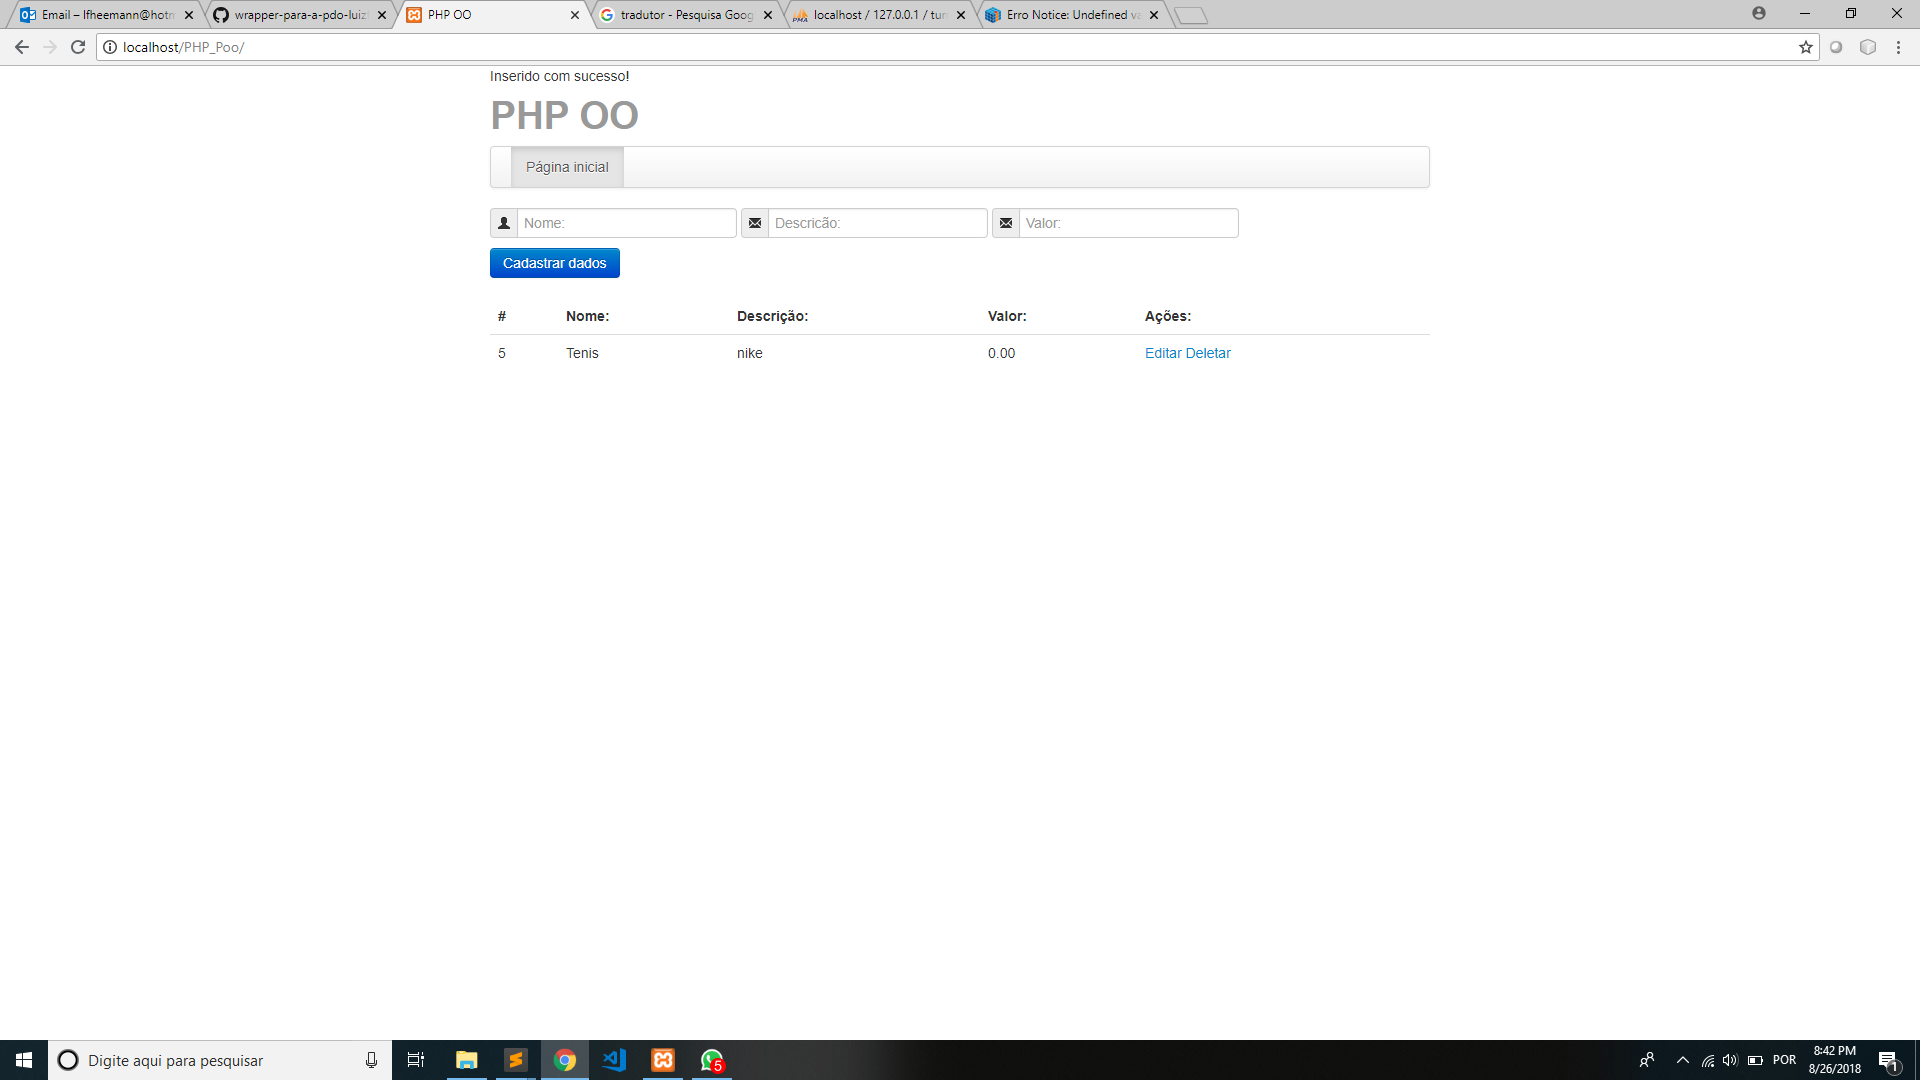 Email – lfheemann@hotm
wrapper-para-a-pdo-luiz
PHP OO
tradutor - Pesquisa Goog
localhost / 127.0.0.1 / tur
Erro Notice: Undefined va
localhost/PHP_Poo/
Inserido com sucesso!
PHP OO
Página inicial
Nome:
Descricão:
Valor:
Cadastrar dados
# Nome: Descrição: Valor: Ações:
5 Tenis nike 0.00 Editar Deletar
Digite aqui para pesquisar
5
POR
8:42 PM
8/26/2018
1